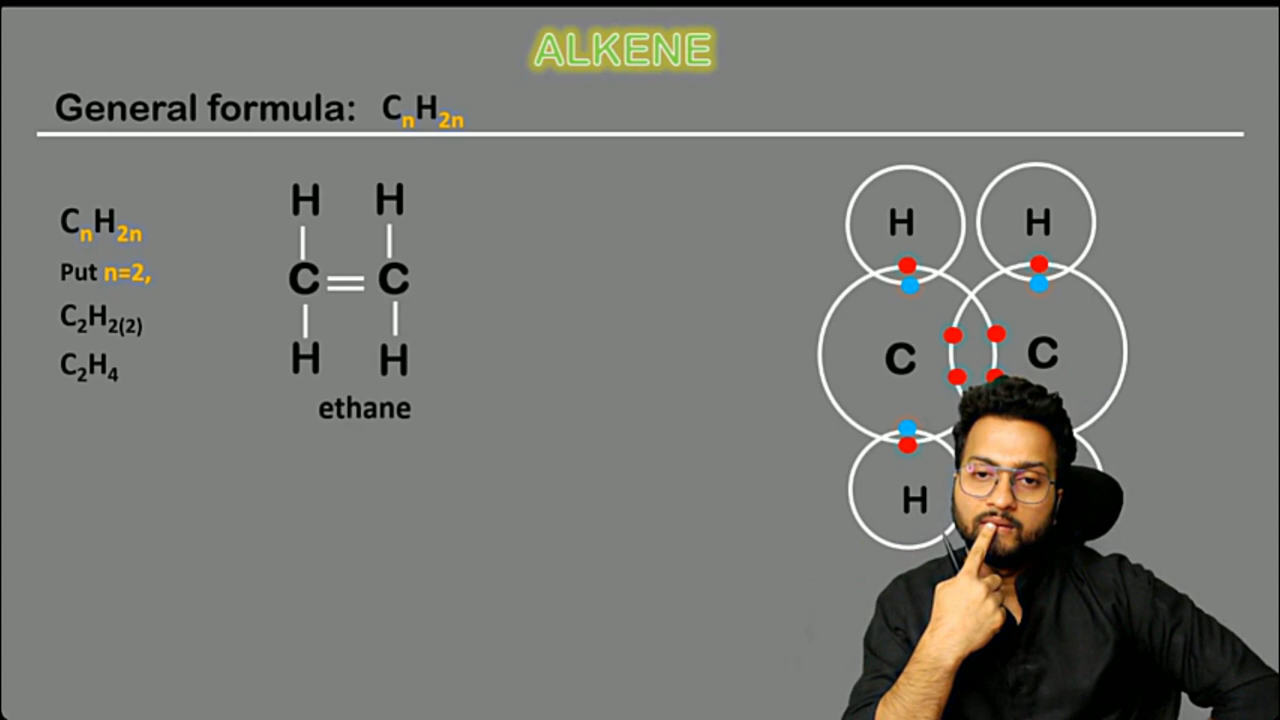 ALKENE
General formula: CₙH₂ₙ
CₙH₂ₙ
Put n=2,
C₂H₂₍₂₎
C₂H₄
H H
C=C
H H
ethane
H H
C C
H